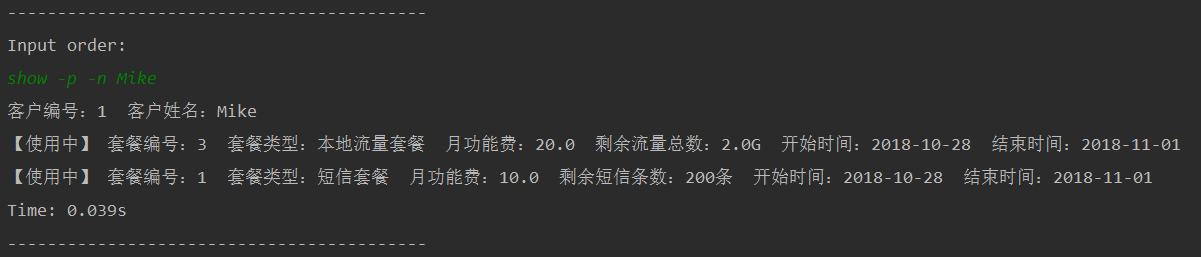 ------------------------------------------
Input order:
show -p -n Mike
客户编号：1  客户姓名：Mike
【使用中】 套餐编号：3  套餐类型：本地流量套餐  月功能费：20.0  剩余流量总数：2.0G  开始时间：2018-10-28  结束时间：2018-11-01
【使用中】 套餐编号：1  套餐类型：短信套餐  月功能费：10.0  剩余短信条数：200条  开始时间：2018-10-28  结束时间：2018-11-01
Time: 0.039s
------------------------------------------